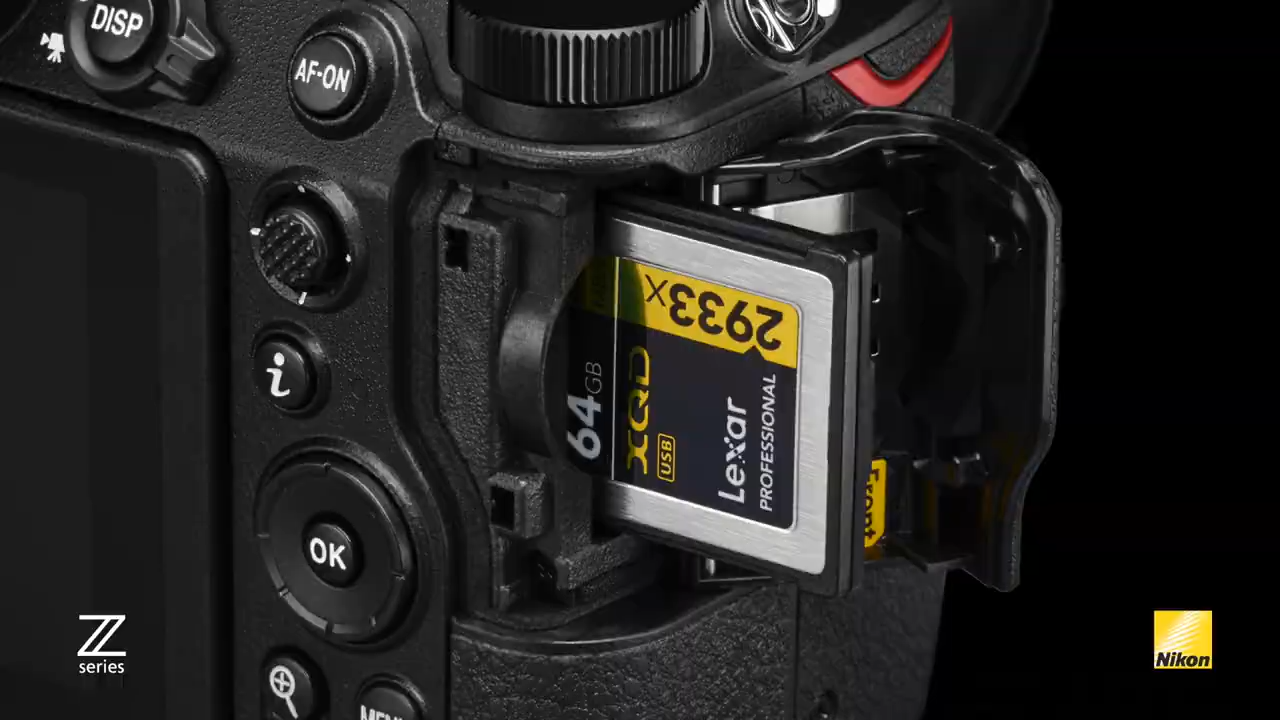 DISP
AF-ON
i
OK
MENU
2933x
64GB
XQD
USB
Lexar
PROFESSIONAL
Front
Z
series
Nikon